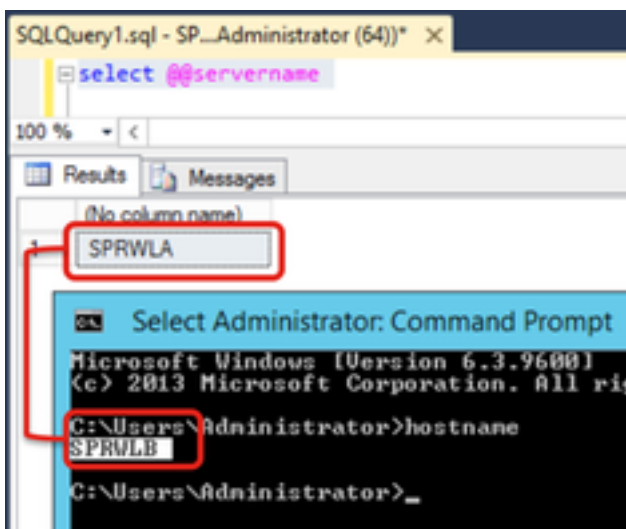 SQLQuery1.sql - SP...Administrator (64))* ×
select @@servername
100 %
Results Messages
(No column name)
1 SPRWLA
Select Administrator: Command Prompt
Microsoft Windows [Version 6.3.9600]
(c) 2013 Microsoft Corporation. All rig
C:\Users\Administrator>hostname
SPRWLB
C:\Users\Administrator>_